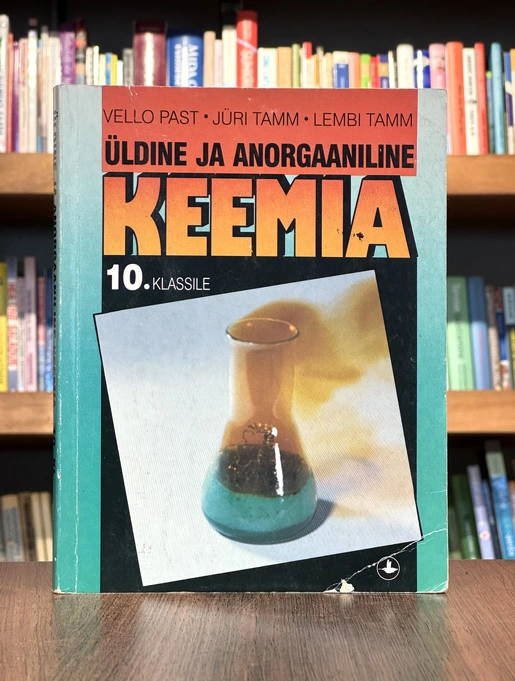 VELLO PAST • JÜRI TAMM • LEMBI TAMM
ÜLDINE JA ANORGAANILINE
KEEMIA
10. KLASSILE